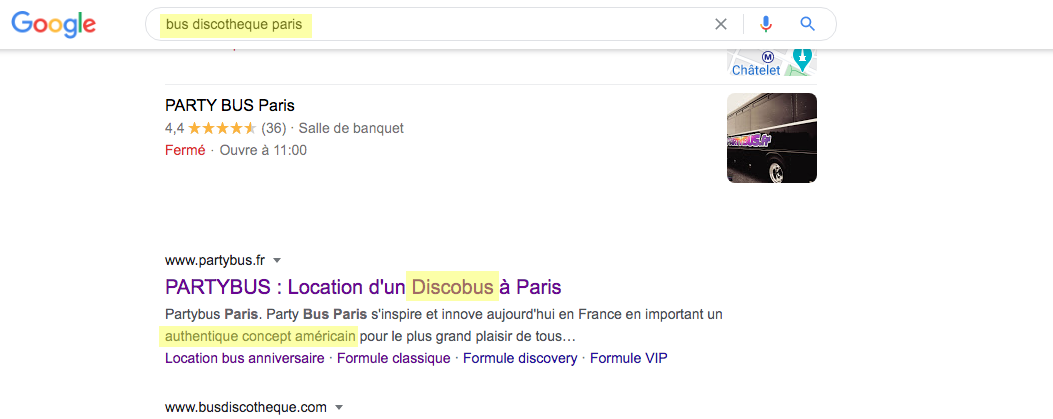 Google
bus discotheque paris
Châtelet
PARTY BUS Paris
4,4 (36) · Salle de banquet
Fermé · Ouvre à 11:00
www.partybus.fr
PARTYBUS : Location d'un Discobus à Paris
Partybus Paris. Party Bus Paris s'inspire et innove aujourd'hui en France en important un
authentique concept américain pour le plus grand plaisir de tous…
Location bus anniversaire · Formule classique · Formule discovery · Formule VIP
www.busdiscotheque.com